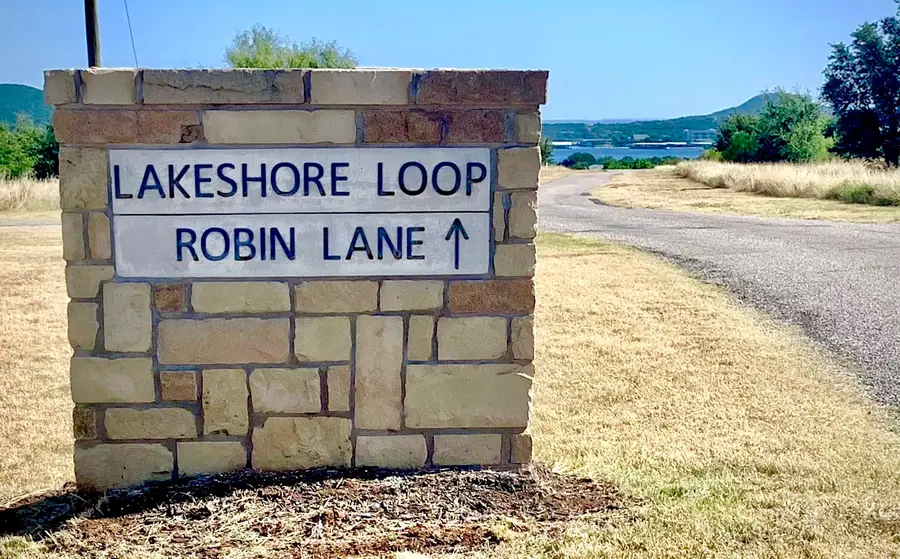 LAKESHORE LOOP
ROBIN LANE ↑